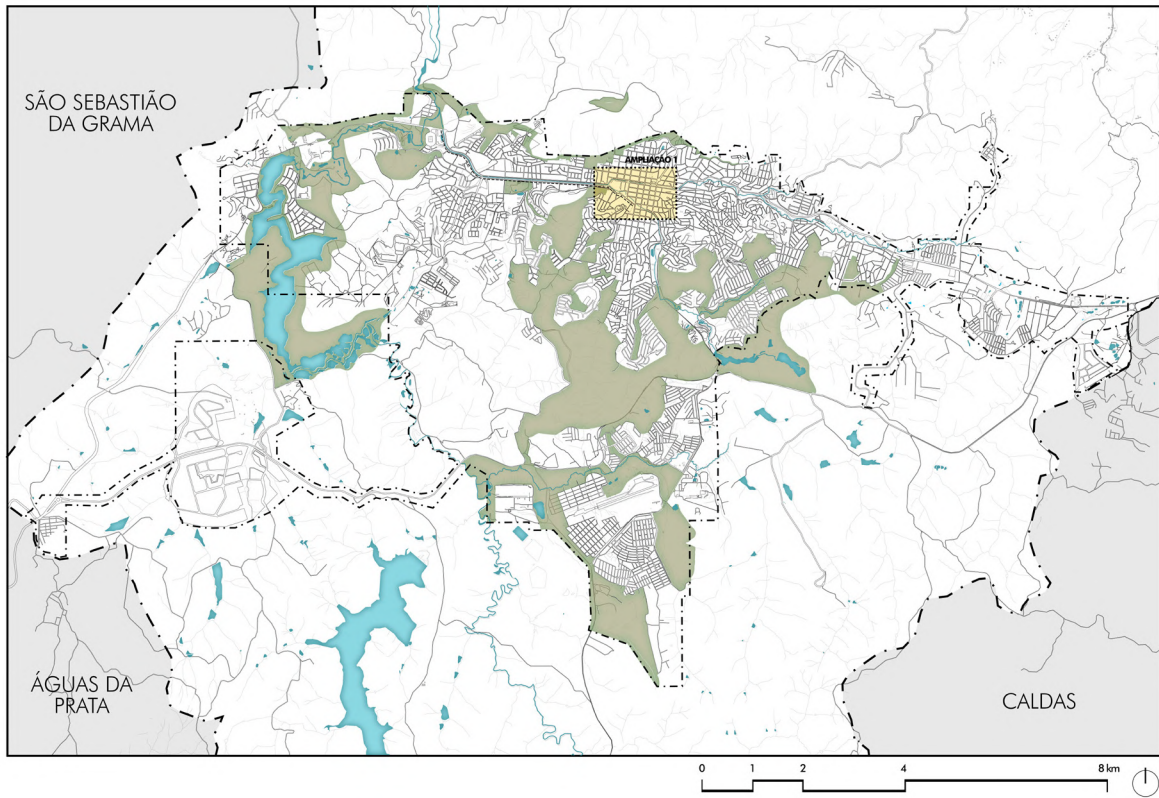 SÃO SEBASTIÃO
DA GRAMA
AMPLIAÇÃO 1
ÁGUAS DA
PRATA
CALDAS
0 1 2 4 8 km